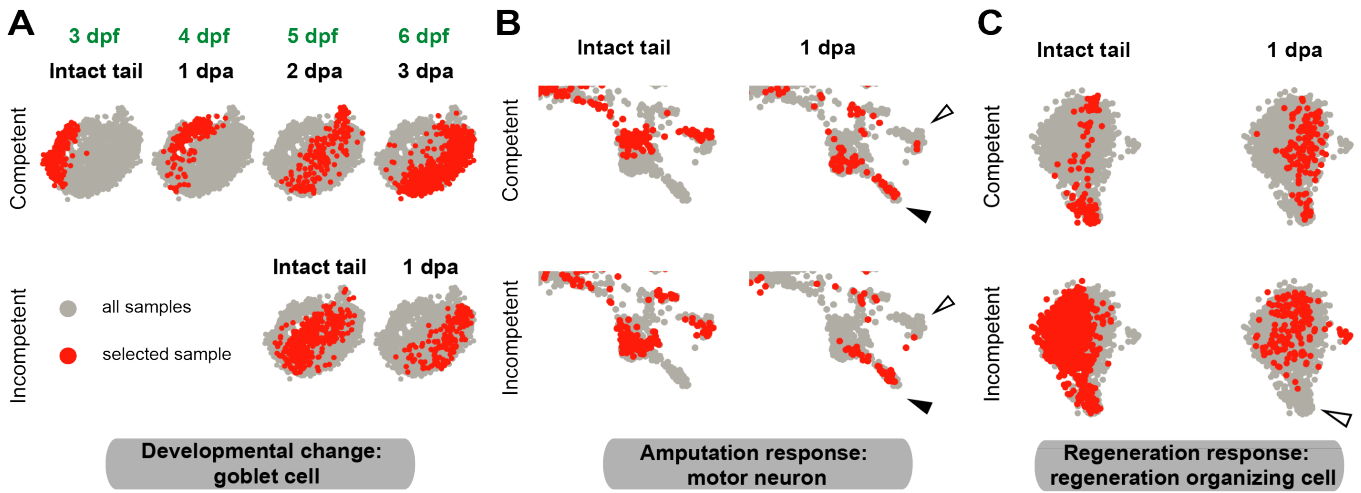 A
3 dpf 4 dpf 5 dpf 6 dpf
Intact tail 1 dpa 2 dpa 3 dpa
Competent
Intact tail 1 dpa
Incompetent
all samples
selected sample
Developmental change:
goblet cell
B
Intact tail 1 dpa
Competent
Incompetent
Amputation response:
motor neuron
C
Intact tail 1 dpa
Competent
Incompetent
Regeneration response:
regeneration organizing cell